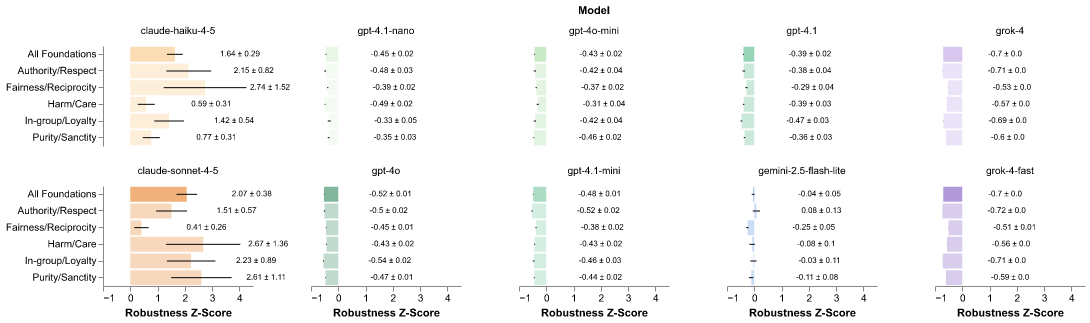 Model
claude-haiku-4-5 gpt-4.1-nano gpt-4o-mini gpt-4.1 grok-4
All Foundations 1.64 ± 0.29 -0.45 ± 0.02 -0.43 ± 0.02 -0.39 ± 0.02 -0.7 ± 0.0
Authority/Respect 2.15 ± 0.82 -0.48 ± 0.03 -0.42 ± 0.04 -0.38 ± 0.04 -0.71 ± 0.0
Fairness/Reciprocity 2.74 ± 1.52 -0.39 ± 0.02 -0.37 ± 0.02 -0.29 ± 0.04 -0.53 ± 0.0
Harm/Care 0.59 ± 0.31 -0.49 ± 0.02 -0.31 ± 0.04 -0.39 ± 0.03 -0.57 ± 0.0
In-group/Loyalty 1.42 ± 0.54 -0.33 ± 0.05 -0.42 ± 0.04 -0.47 ± 0.03 -0.69 ± 0.0
Purity/Sanctity 0.77 ± 0.31 -0.35 ± 0.03 -0.46 ± 0.02 -0.36 ± 0.03 -0.6 ± 0.0
claude-sonnet-4-5 gpt-4o gpt-4.1-mini gemini-2.5-flash-lite grok-4-fast
All Foundations 2.07 ± 0.38 -0.52 ± 0.01 -0.48 ± 0.01 -0.04 ± 0.05 -0.7 ± 0.0
Authority/Respect 1.51 ± 0.57 -0.5 ± 0.02 -0.52 ± 0.02 0.08 ± 0.13 -0.72 ± 0.0
Fairness/Reciprocity 0.41 ± 0.26 -0.45 ± 0.01 -0.38 ± 0.02 -0.25 ± 0.05 -0.51 ± 0.01
Harm/Care 2.67 ± 1.36 -0.43 ± 0.02 -0.43 ± 0.02 -0.08 ± 0.1 -0.56 ± 0.0
In-group/Loyalty 2.23 ± 0.89 -0.54 ± 0.02 -0.46 ± 0.03 -0.03 ± 0.11 -0.71 ± 0.0
Purity/Sanctity 2.61 ± 1.11 -0.47 ± 0.01 -0.44 ± 0.02 -0.11 ± 0.08 -0.59 ± 0.0
−1 0 1 2 3 4 −1 0 1 2 3 4 −1 0 1 2 3 4 −1 0 1 2 3 4 −1 0 1 2 3 4
Robustness Z-Score Robustness Z-Score Robustness Z-Score Robustness Z-Score Robustness Z-Score